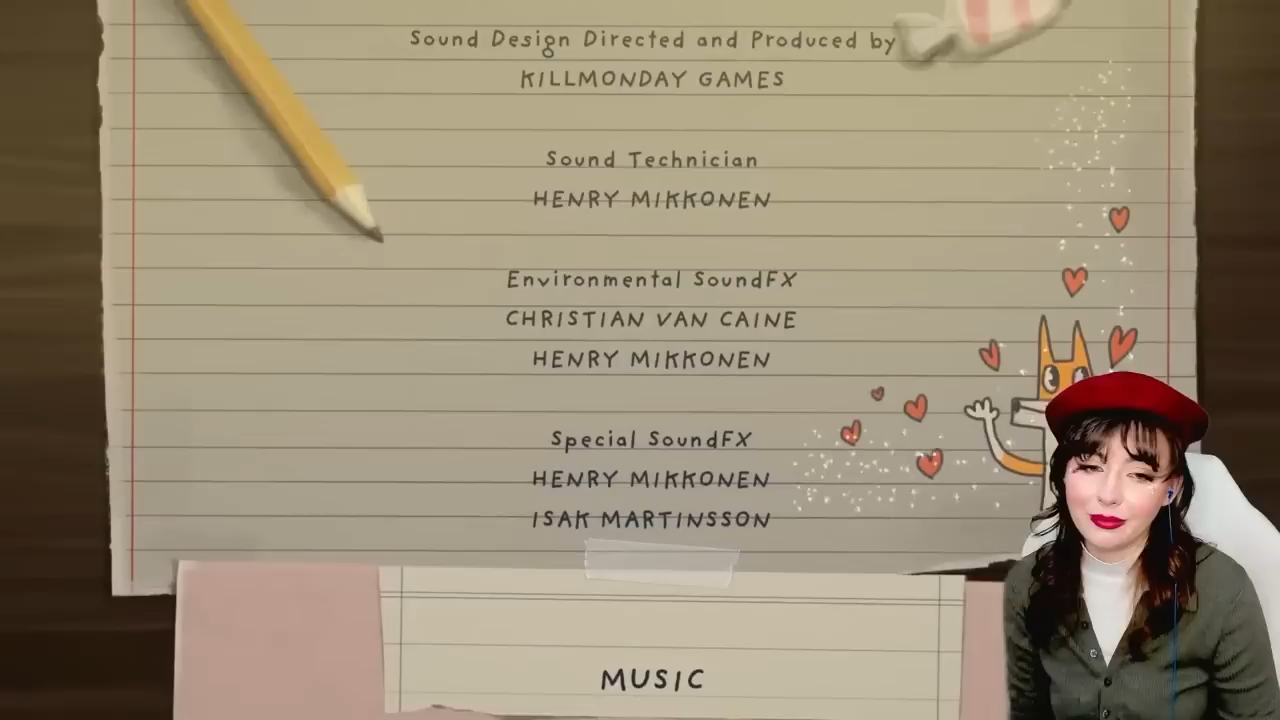 Sound Design Directed and Produced by
KILLMONDAY GAMES
Sound Technician
HENRY MIKKONEN
Environmental SoundFX
CHRISTIAN VAN CAINE
HENRY MIKKONEN
Special SoundFX
HENRY MIKKONEN
ISAK MARTINSSON
MUSIC